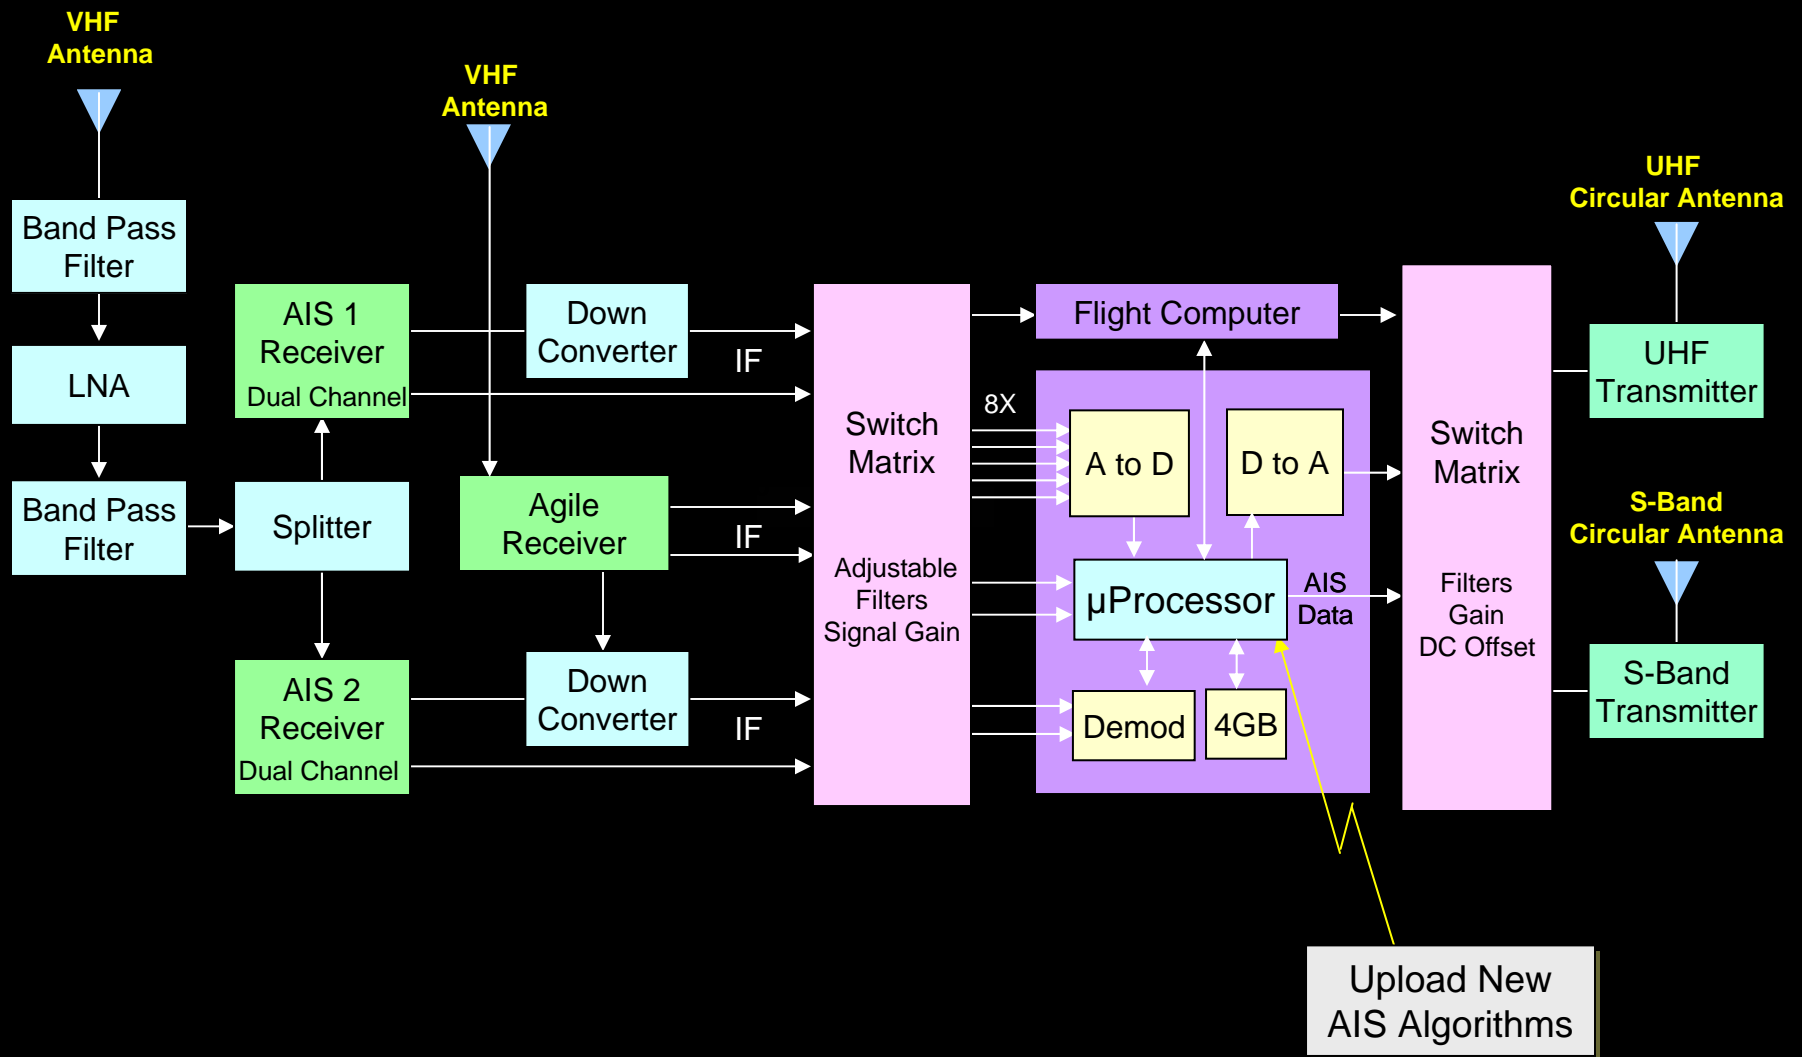 VHF
Antenna
VHF
Antenna
UHF
Circular Antenna
Band Pass
Filter
LNA
Band Pass
Filter
AIS 1
Receiver
Dual Channel
Splitter
AIS 2
Receiver
Dual Channel
Down
Converter
IF
Agile
Receiver
IF
Down
Converter
IF
Switch
Matrix
Adjustable
Filters
Signal Gain
8X
Flight Computer
A to D
D to A
µProcessor
AIS
Data
Demod
4GB
Switch
Matrix
Filters
Gain
DC Offset
UHF
Transmitter
S-Band
Circular Antenna
S-Band
Transmitter
Upload New
AIS Algorithms